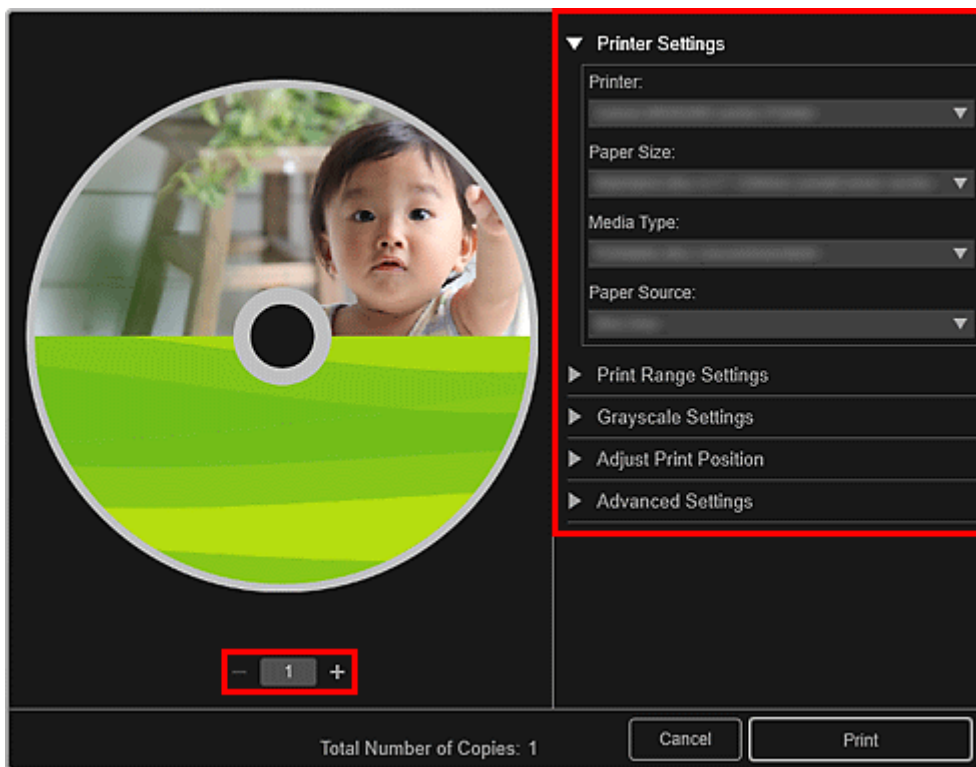 Printer Settings
Printer:
Paper Size:
Media Type:
Paper Source:
Print Range Settings
Grayscale Settings
Adjust Print Position
Advanced Settings
1
Total Number of Copies: 1
Cancel
Print